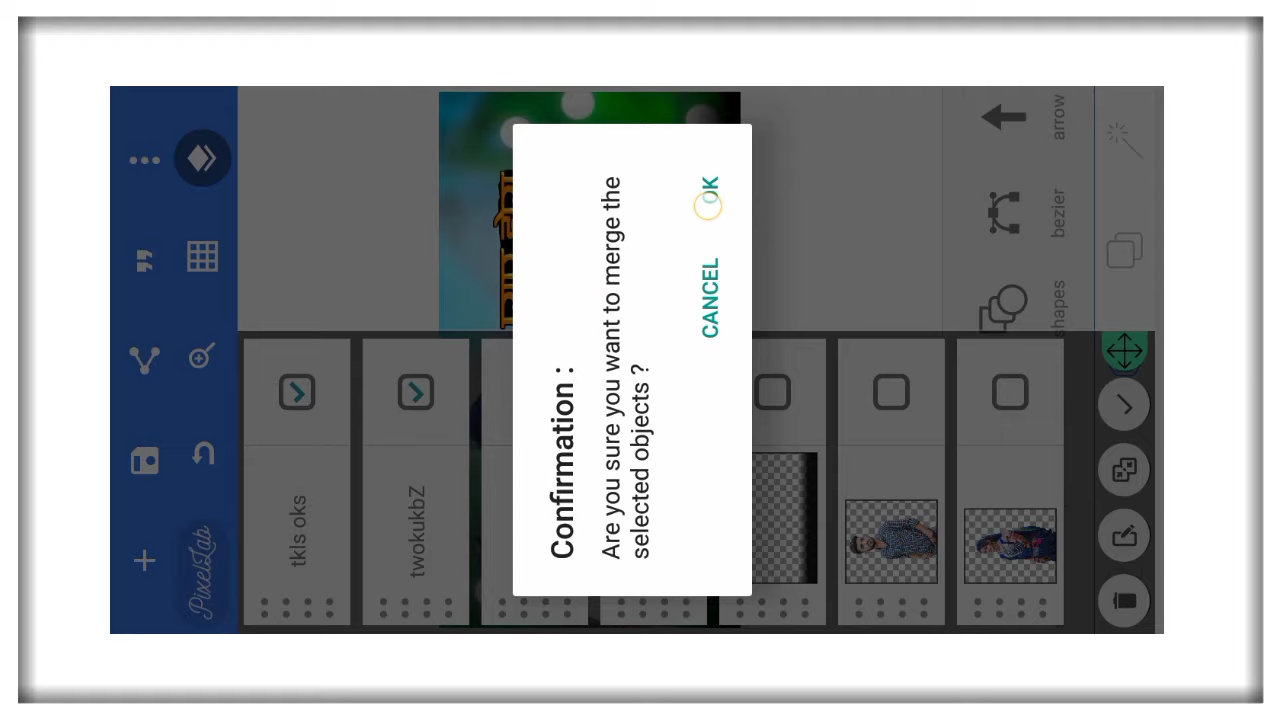 PixelLab
tkls oks
twokukbZ
Confirmation :
Are you sure you want to merge the
selected objects ?
CANCEL
OK
shapes
bezier
arrow